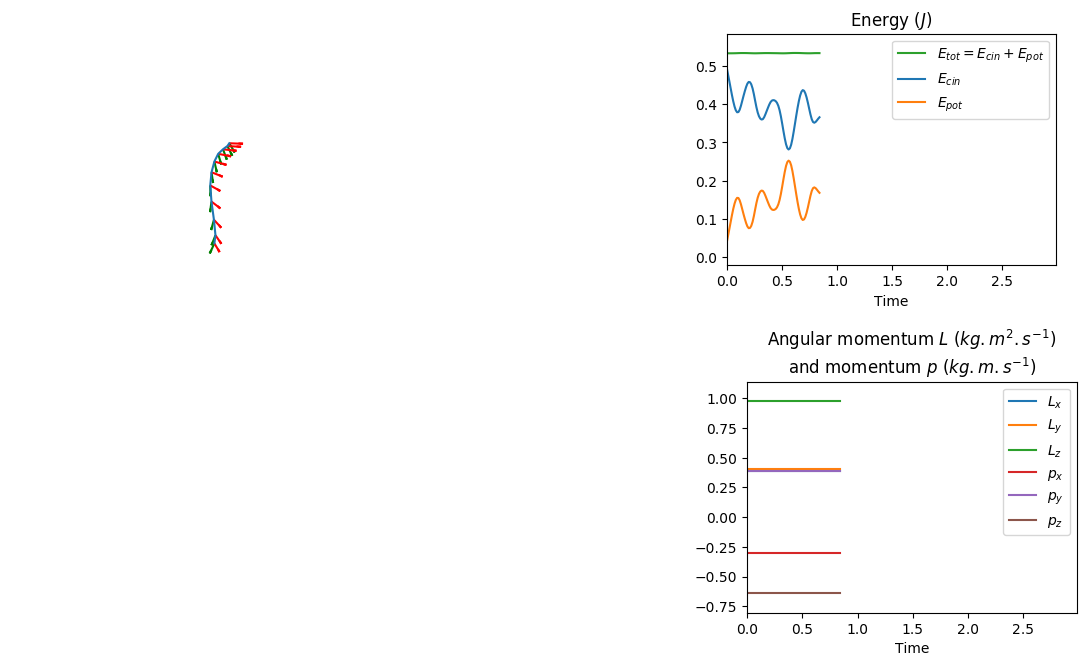 Energy (J)
E_tot = E_cin + E_pot
E_cin
E_pot
0.5
0.4
0.3
0.2
0.1
0.0
0.0 0.5 1.0 1.5 2.0 2.5
Time
Angular momentum L (kg.m².s⁻¹)
and momentum p (kg.m.s⁻¹)
L_x
L_y
L_z
p_x
p_y
p_z
1.00
0.75
0.50
0.25
0.00
−0.25
−0.50
−0.75
0.0 0.5 1.0 1.5 2.0 2.5
Time